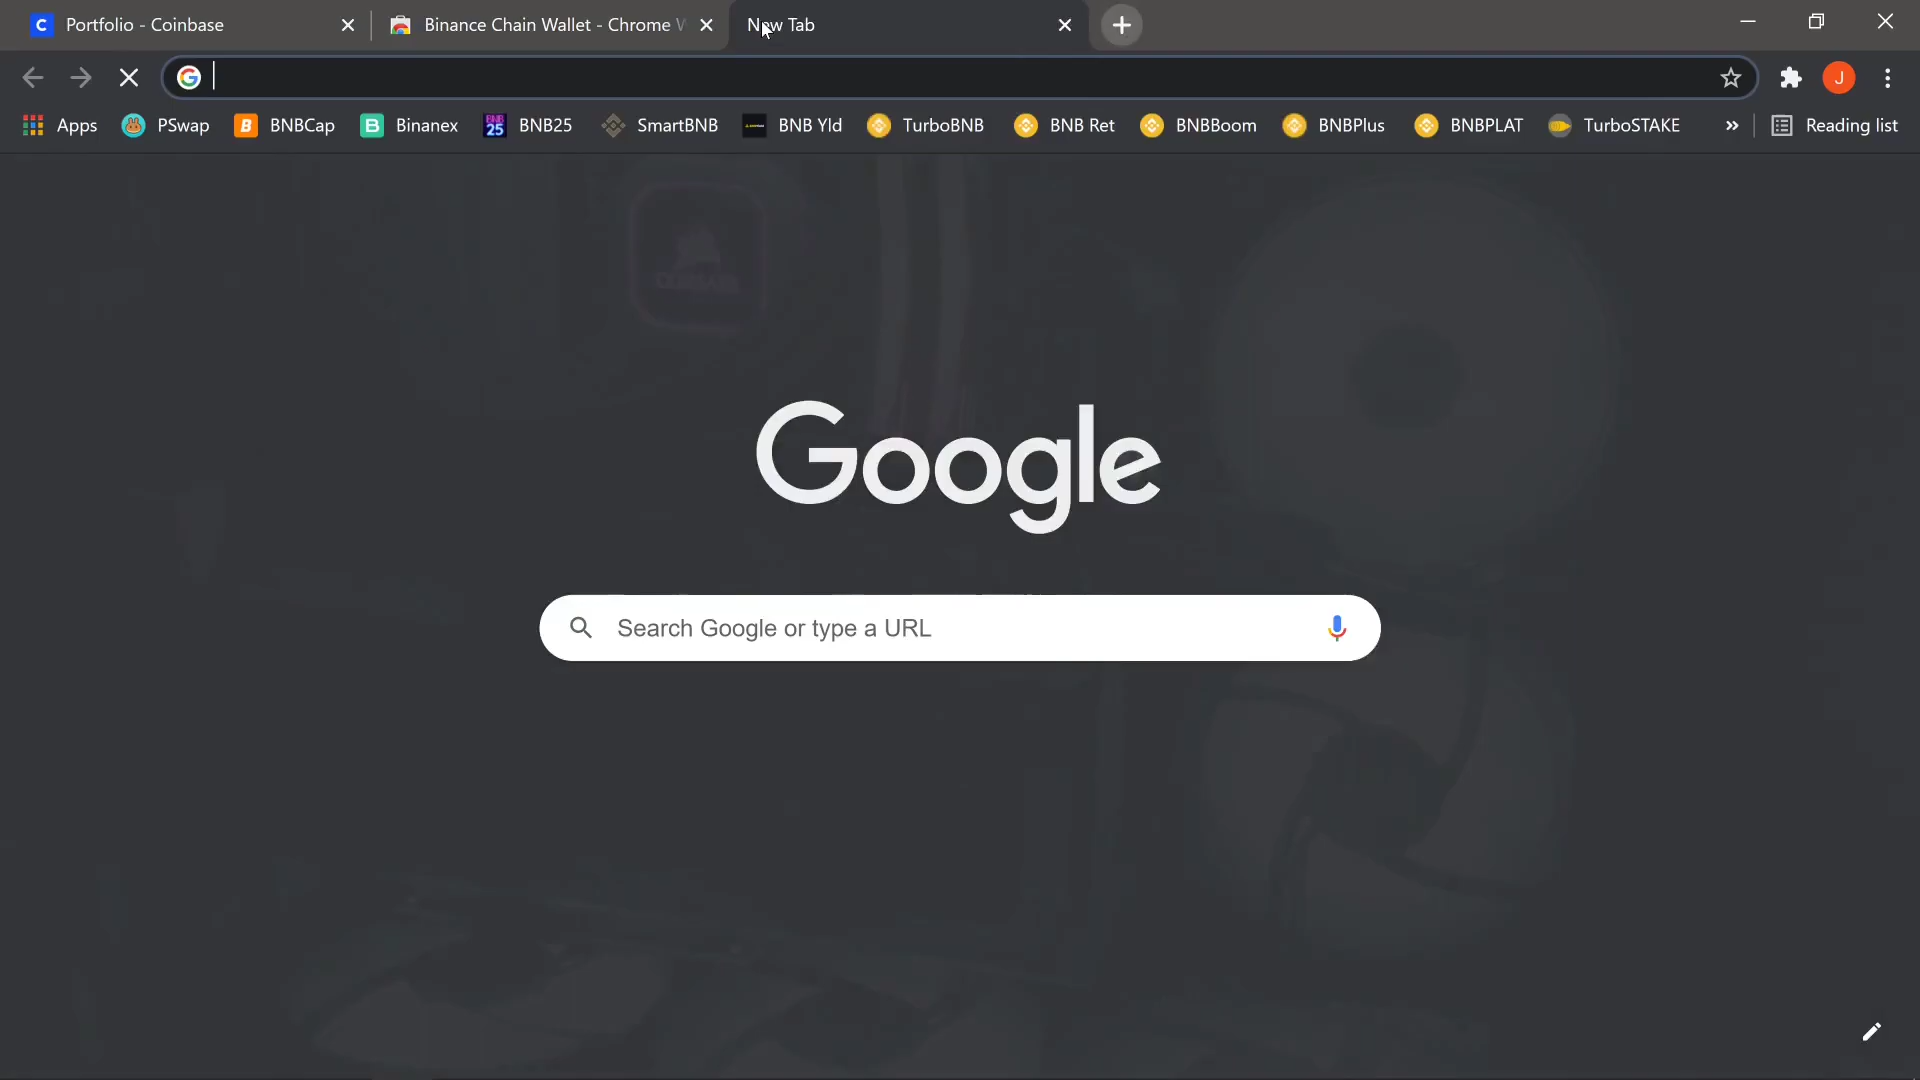 Portfolio - Coinbase
Binance Chain Wallet - Chrome W
New Tab
Apps
PSwap
BNBCap
Binanex
BNB25
SmartBNB
BNB Yld
TurboBNB
BNB Ret
BNBBoom
BNBPlus
BNBPLAT
TurboSTAKE
Reading list
J
Google
Search Google or type a URL